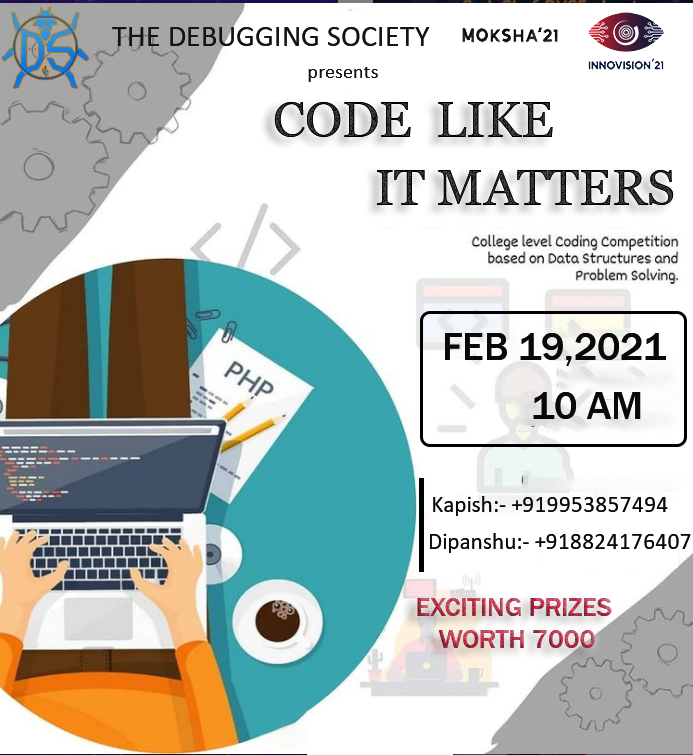 DS
THE DEBUGGING SOCIETY
MOKSHA'21
INNOVISION'21
presents
CODE LIKE
IT MATTERS
College level Coding Competition
based on Data Structures and
Problem Solving.
</>
PHP
FEB 19,2021
10 AM
Kapish:- +919953857494
Dipanshu:- +918824176407
EXCITING PRIZES
WORTH 7000